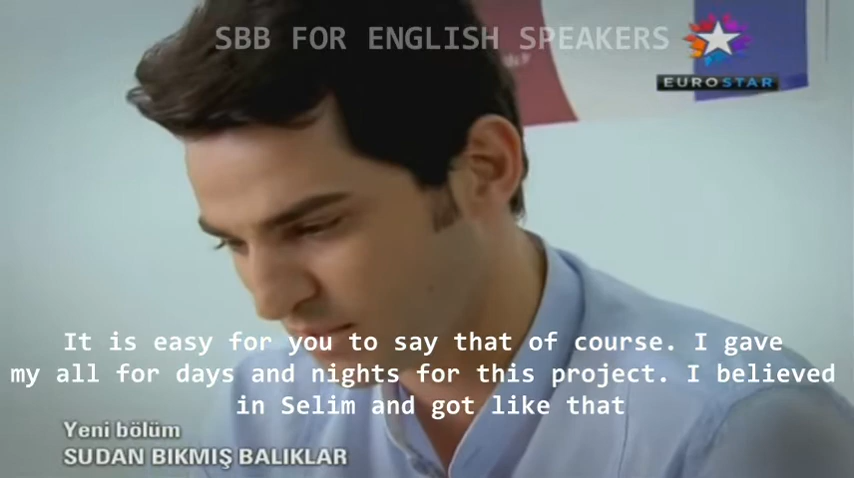 SBB FOR ENGLISH SPEAKERS
EUROSTAR
It is easy for you to say that of course. I gave
my all for days and nights for this project. I believed
in Selim and got like that
Yeni bölüm
SUDAN BIKMIŞ BALIKLAR